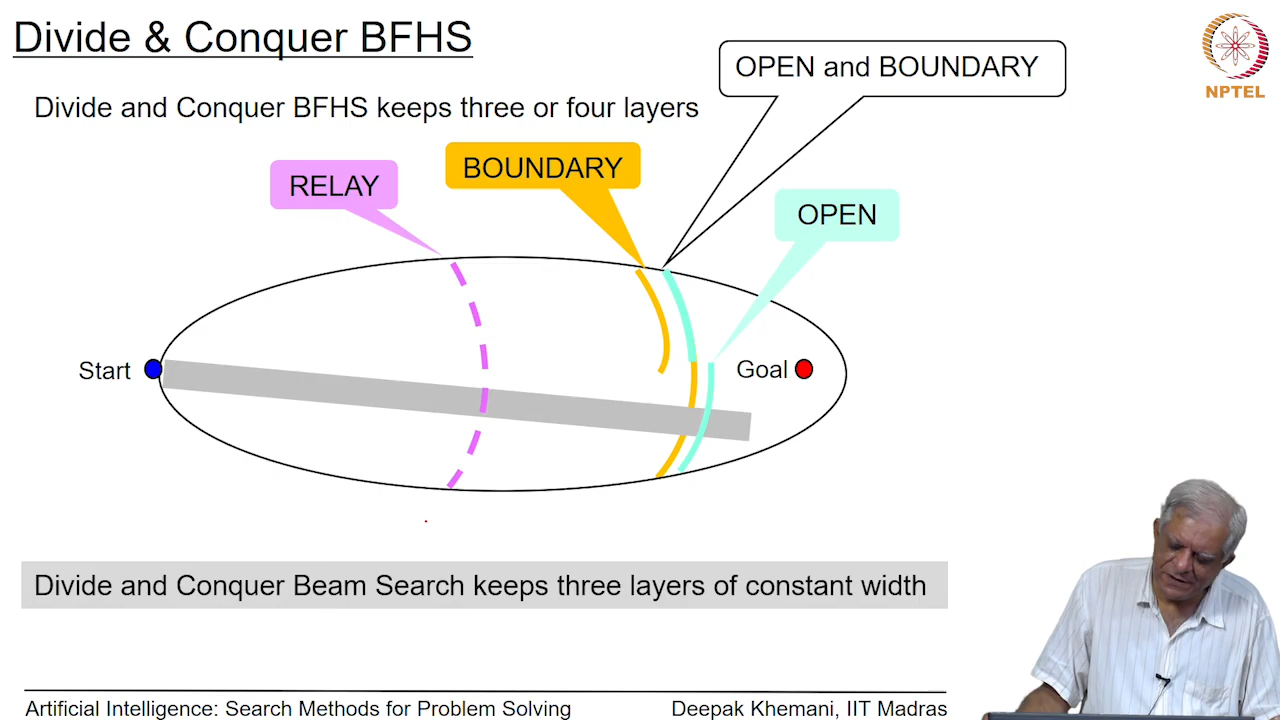 Divide & Conquer BFHS
NPTEL
OPEN and BOUNDARY
Divide and Conquer BFHS keeps three or four layers
BOUNDARY
RELAY
OPEN
Start
Goal
Divide and Conquer Beam Search keeps three layers of constant width
Artificial Intelligence: Search Methods for Problem Solving
Deepak Khemani, IIT Madras